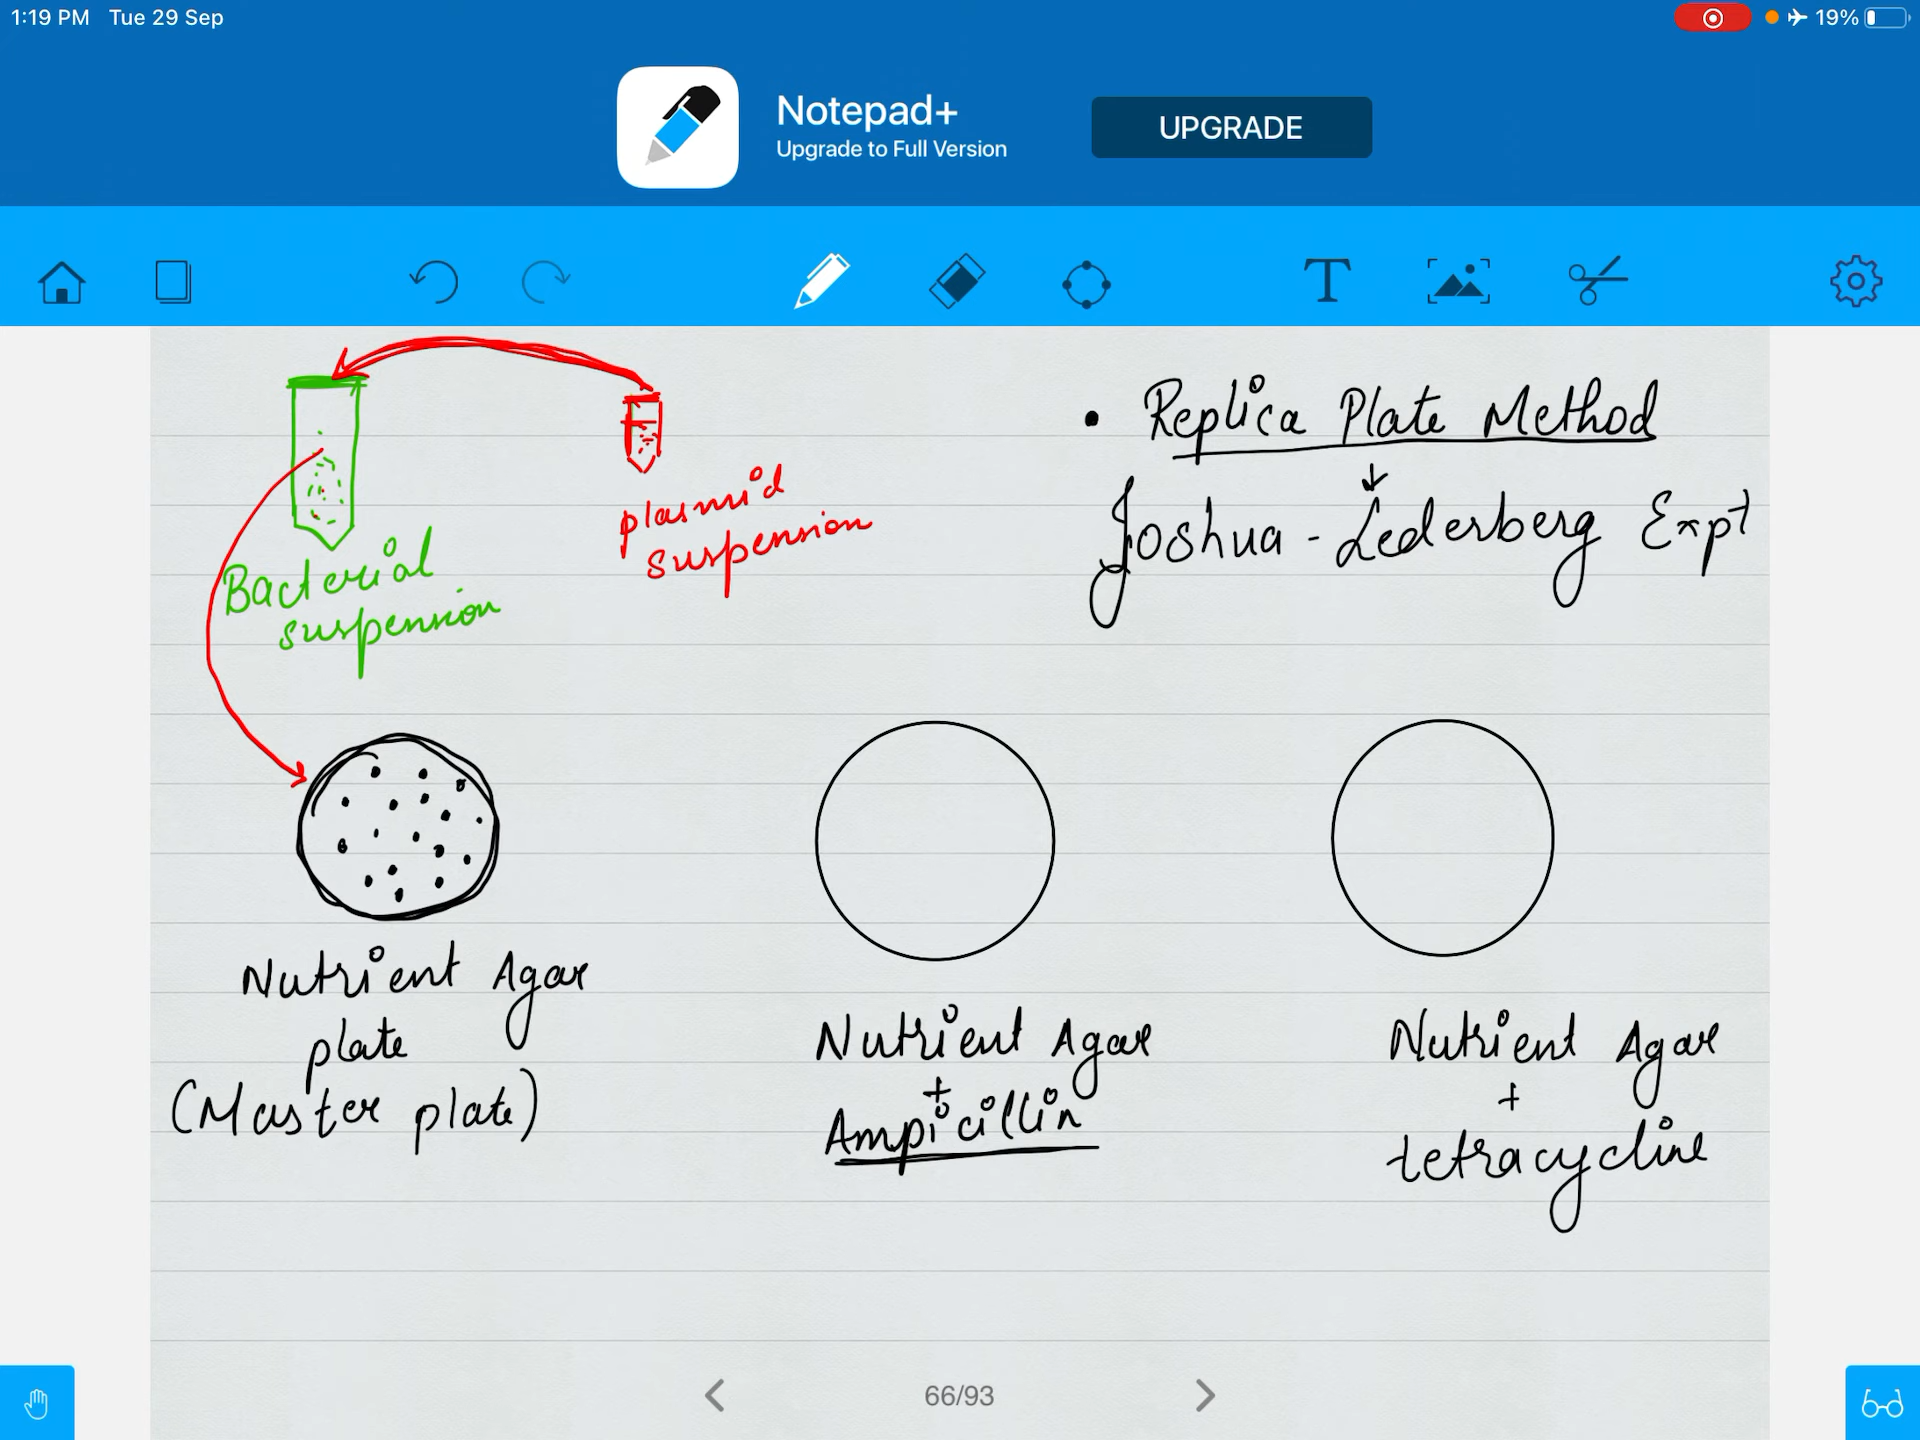 1:19 PM Tue 29 Sep
19%
Notepad+
Upgrade to Full Version
UPGRADE
T
• Replica Plate Method
Joshua - Lederberg Expt
plasmid
suspension
Bacterial
suspension
Nutrient Agar
plate
(Master plate)
Nutrient Agar
+
Ampicillin
Nutrient Agar
+
tetracycline
66/93